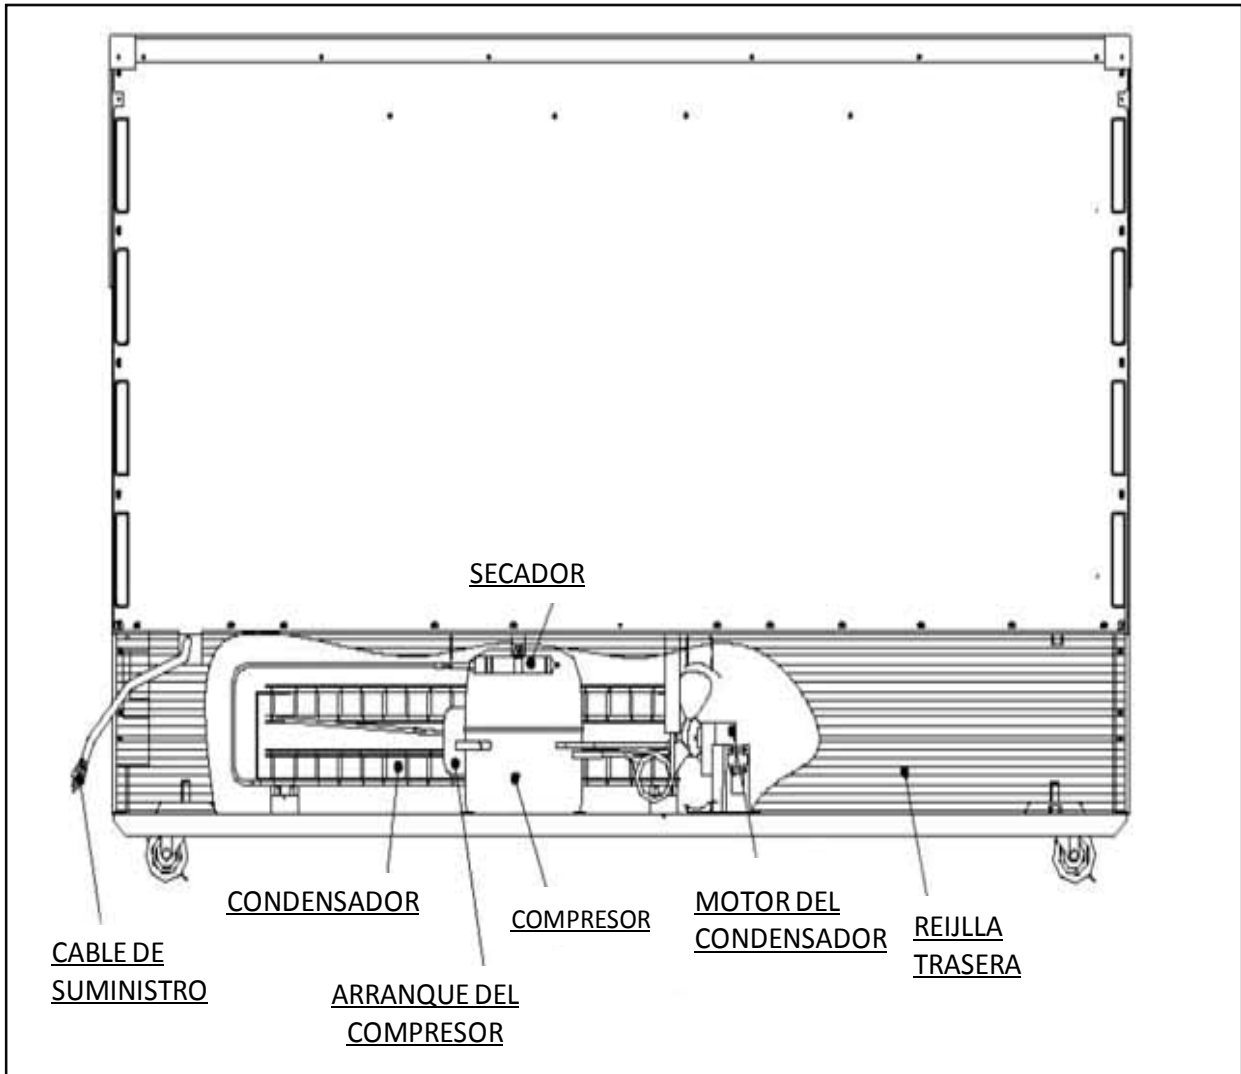 SECADOR
CONDENSADOR
COMPRESOR
MOTOR DEL
CONDENSADOR
REIJLLA
TRASERA
CABLE DE
SUMINISTRO
ARRANQUE DEL
COMPRESOR